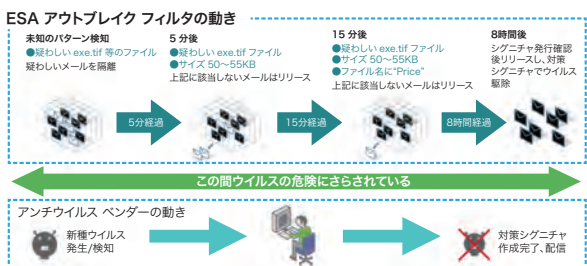 ESA アウトブレイク フィルタの動き
未知のパターン検知
●疑わしい exe.tif 等のファイル
疑わしいメールを隔離
5分経過
5 分後
●疑わしい exe.tif ファイル
●サイズ 50〜55KB
上記に該当しないメールはリリース
15分経過
15 分後
●疑わしい exe.tif ファイル
●サイズ 50〜55KB
●ファイル名に“Price”
上記に該当しないメールはリリース
8時間経過
8時間後
シグニチャ発行確認
後リリースし、対策
シグニチャでウイルス
駆除
この間ウイルスの危険にさらされている
アンチウイルス ベンダーの動き
新種ウイルス
発生/検知
対策シグニチャ
作成完了、配信